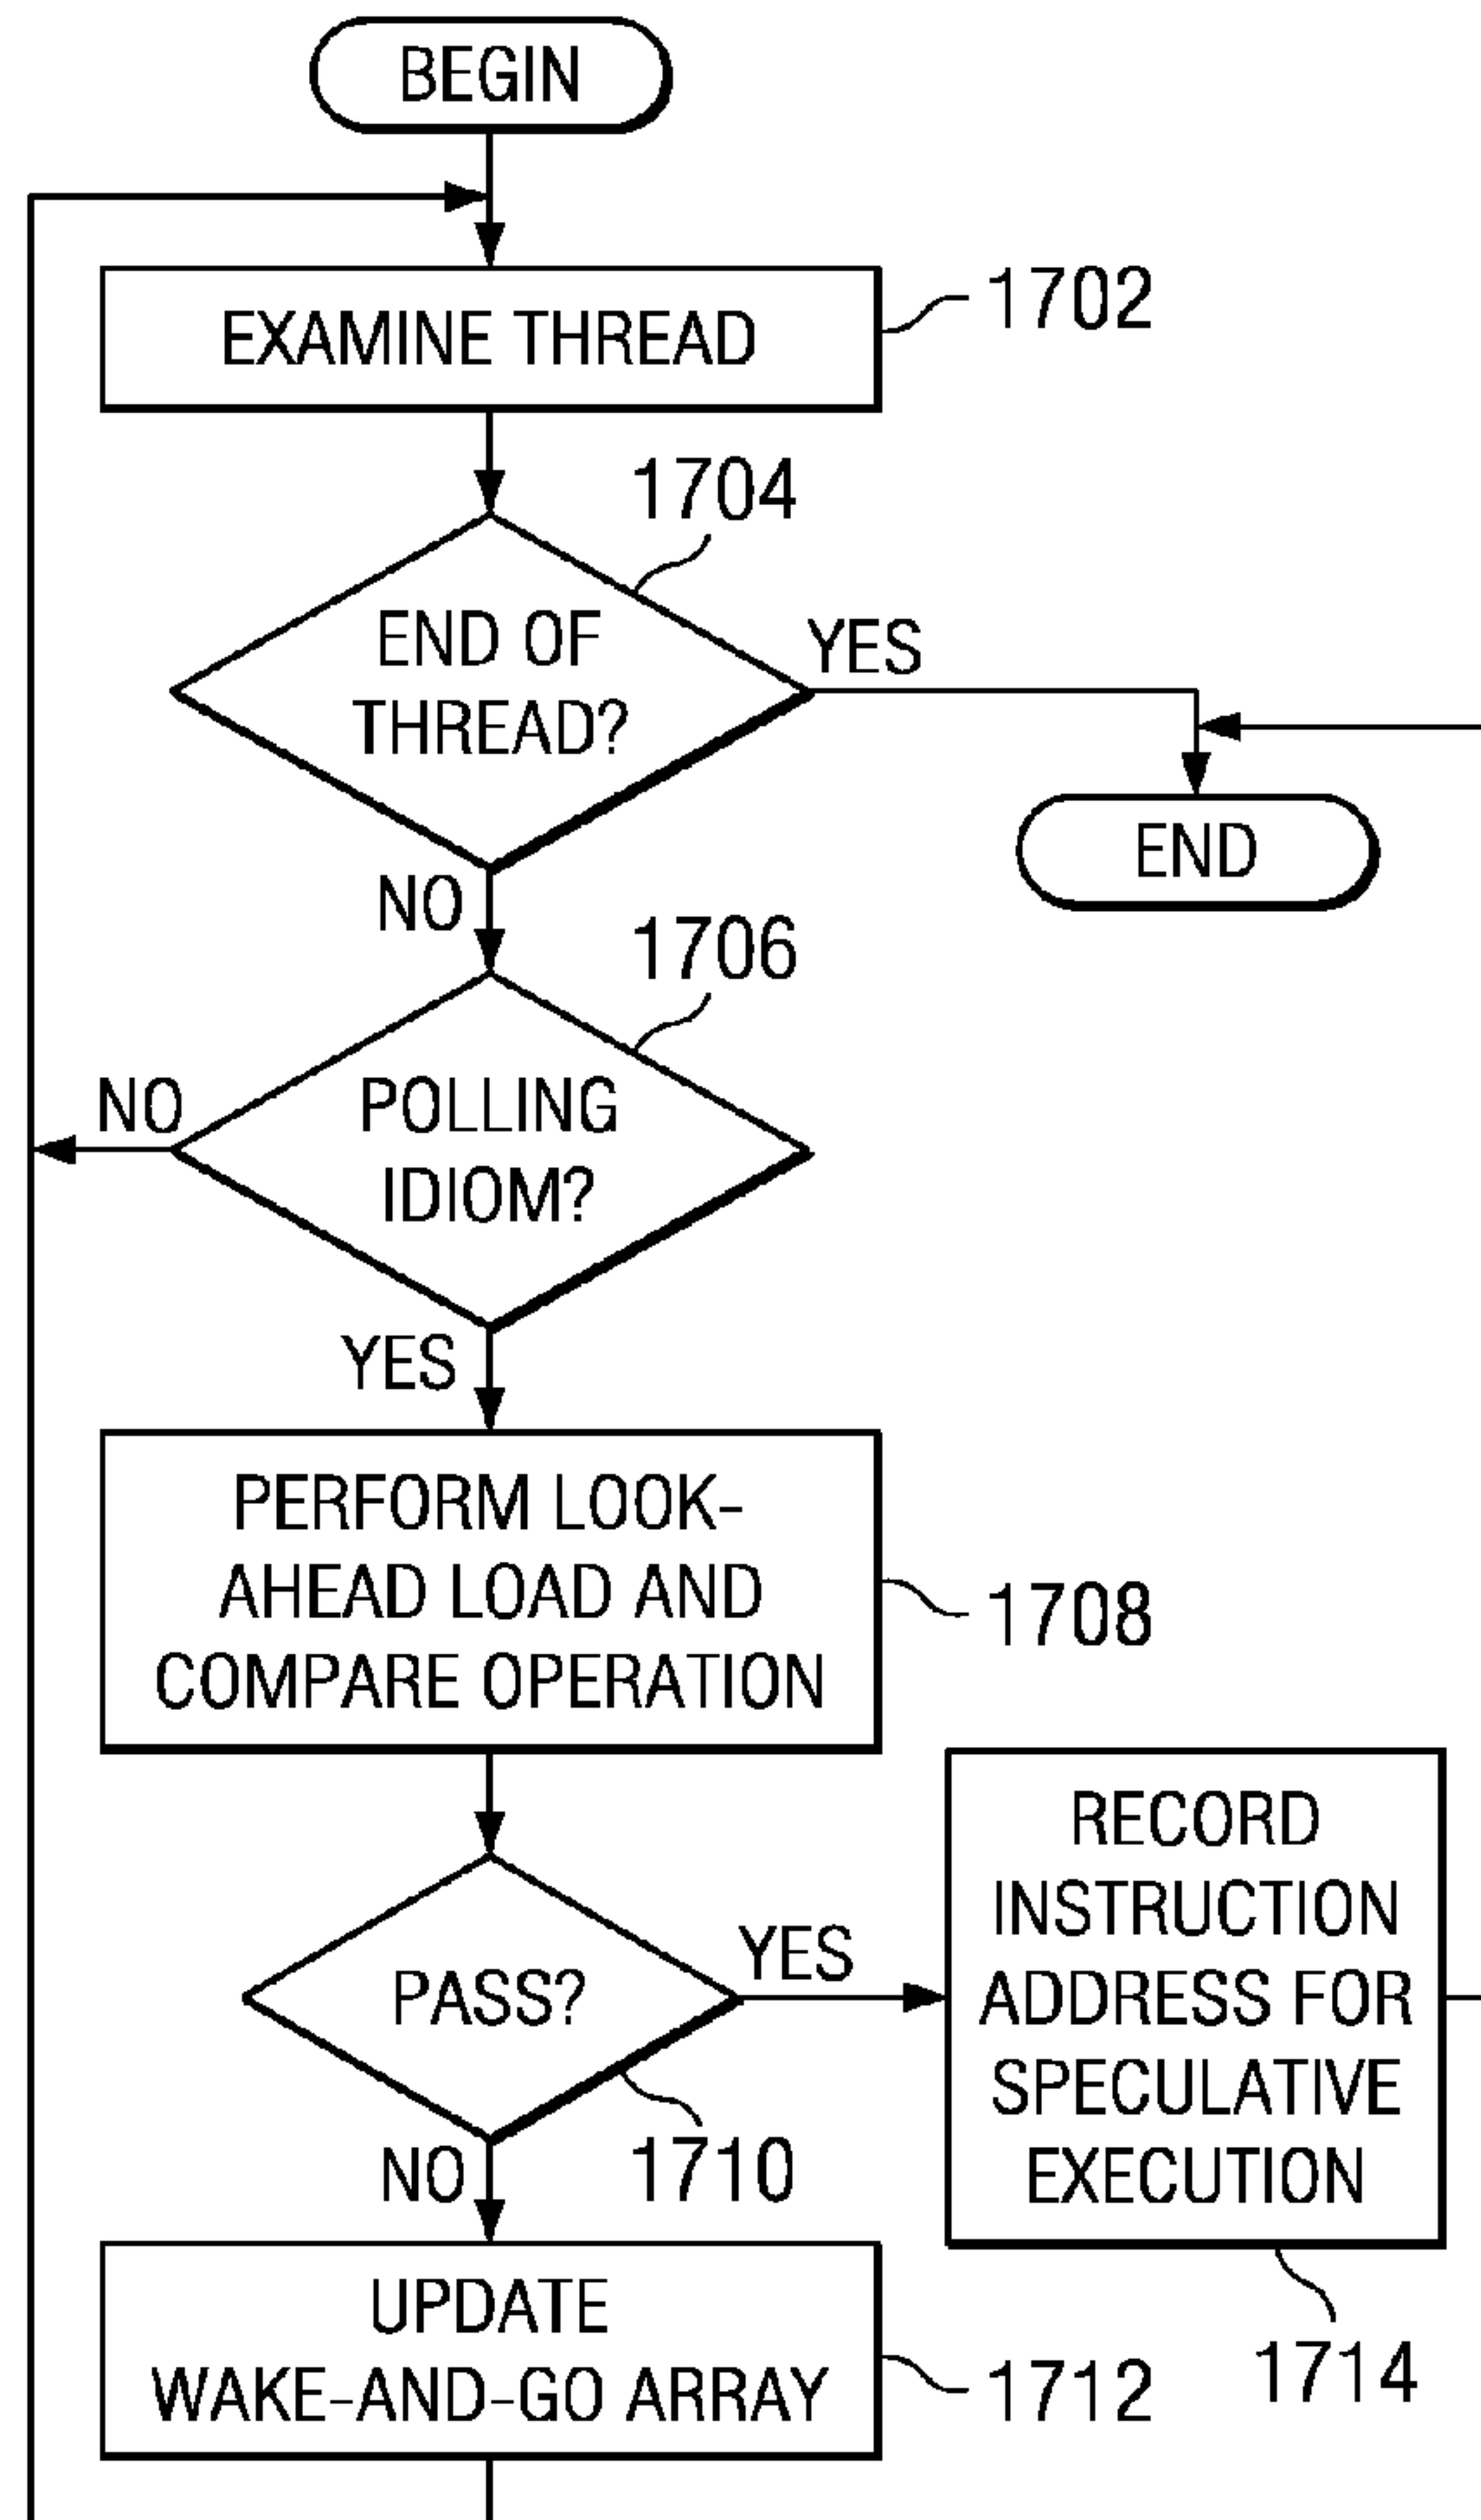 BEGIN
EXAMINE THREAD
1702
1704
END OF
THREAD?
YES
END
NO
1706
POLLING
IDIOM?
NO
YES
PERFORM LOOK-
AHEAD LOAD AND
COMPARE OPERATION
1708
PASS?
YES
1710
NO
RECORD
INSTRUCTION
ADDRESS FOR
SPECULATIVE
EXECUTION
1714
UPDATE
WAKE-AND-GO ARRAY
1712